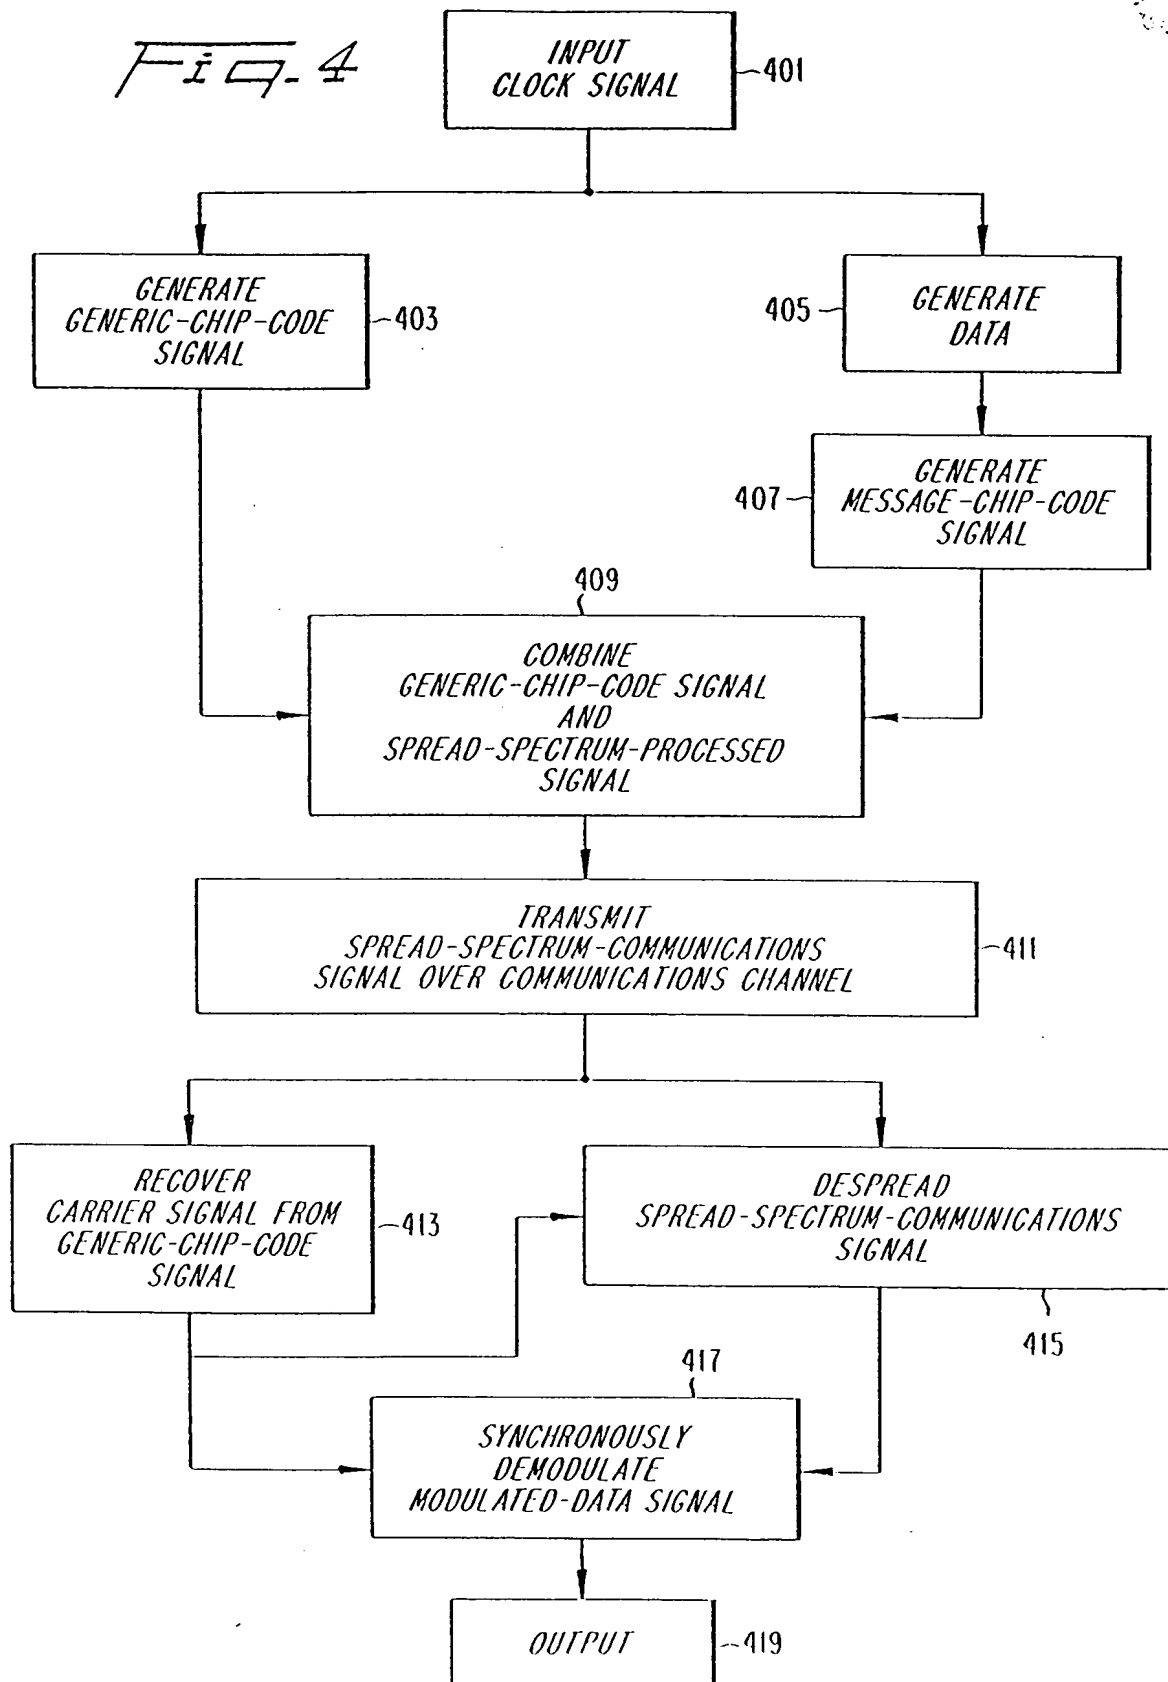 Fig. 4
INPUT
CLOCK SIGNAL
401
GENERATE
GENERIC-CHIP-CODE
SIGNAL
403
405
GENERATE
DATA
407
GENERATE
MESSAGE-CHIP-CODE
SIGNAL
409
COMBINE
GENERIC-CHIP-CODE SIGNAL
AND
SPREAD-SPECTRUM-PROCESSED
SIGNAL
TRANSMIT
SPREAD-SPECTRUM-COMMUNICATIONS
SIGNAL OVER COMMUNICATIONS CHANNEL
411
RECOVER
CARRIER SIGNAL FROM
GENERIC-CHIP-CODE
SIGNAL
413
DESPREAD
SPREAD-SPECTRUM-COMMUNICATIONS
SIGNAL
415
417
SYNCHRONOUSLY
DEMODULATE
MODULATED-DATA SIGNAL
OUTPUT
419